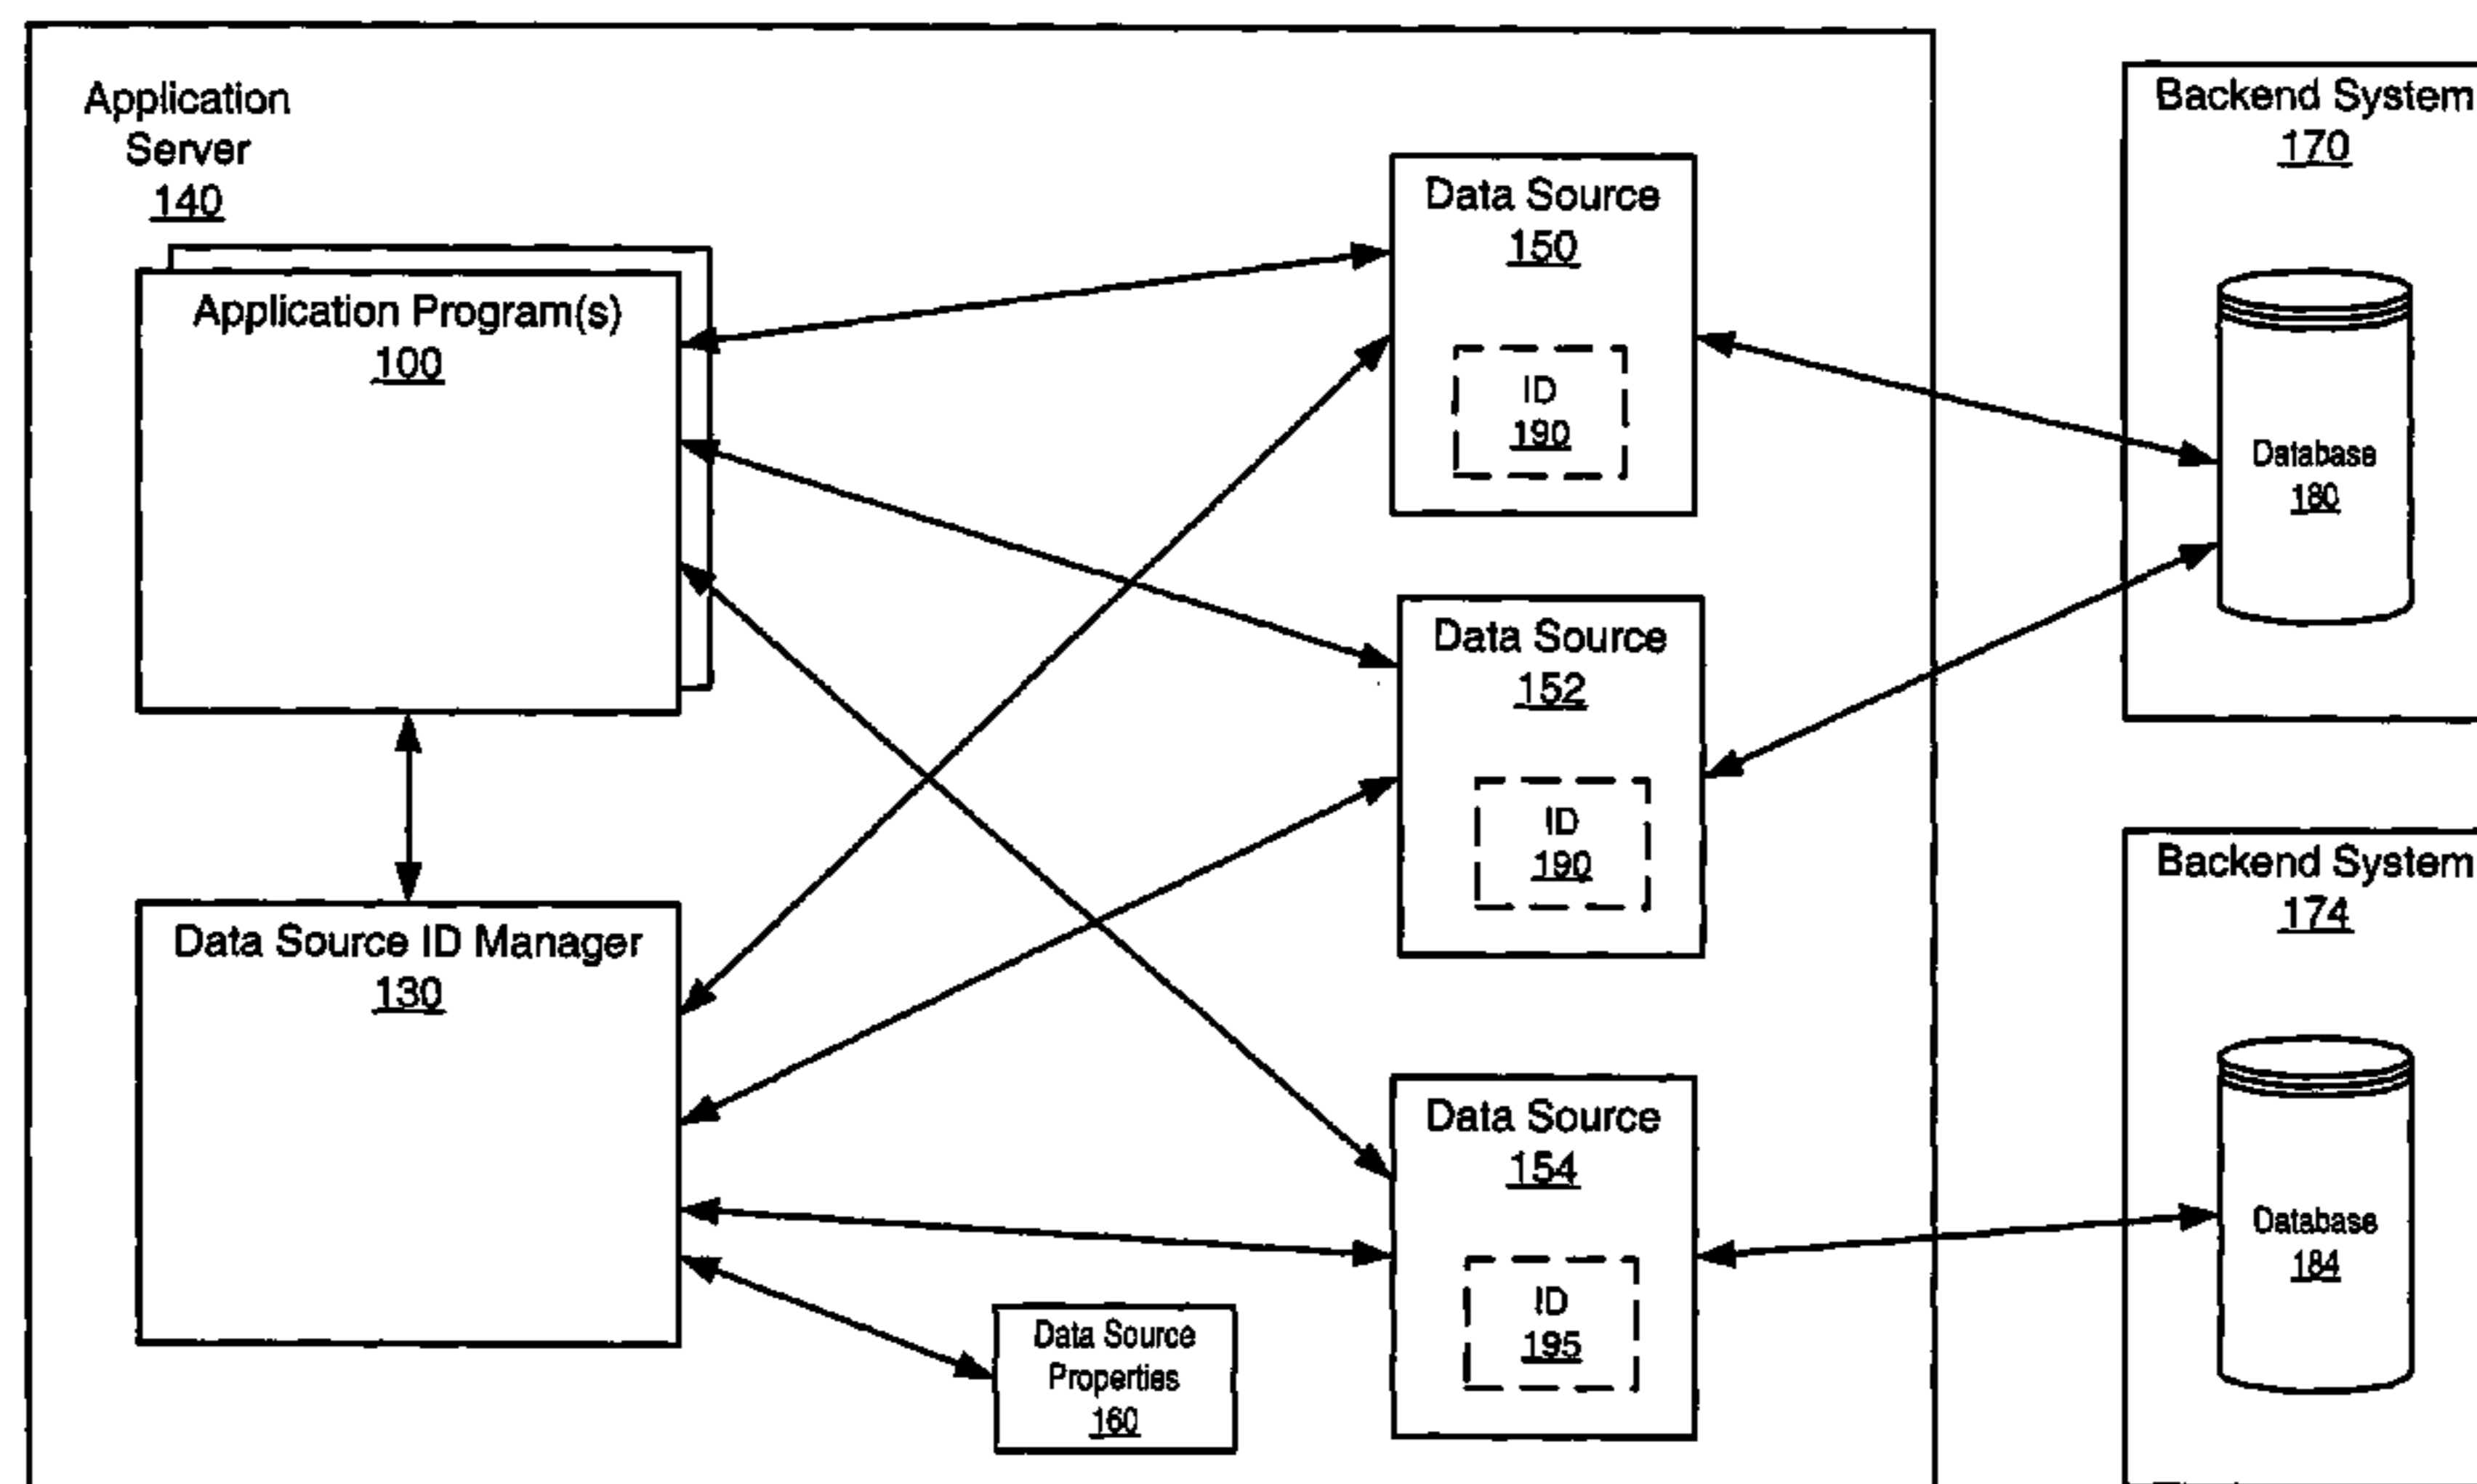 Application
Server
140
Application Program(s)
100
Data Source ID Manager
130
Data Source
150
ID
190
Data Source
152
ID
190
Data Source
154
ID
195
Data Source
Properties
160
Backend System
170
Database
180
Backend System
174
Database
184